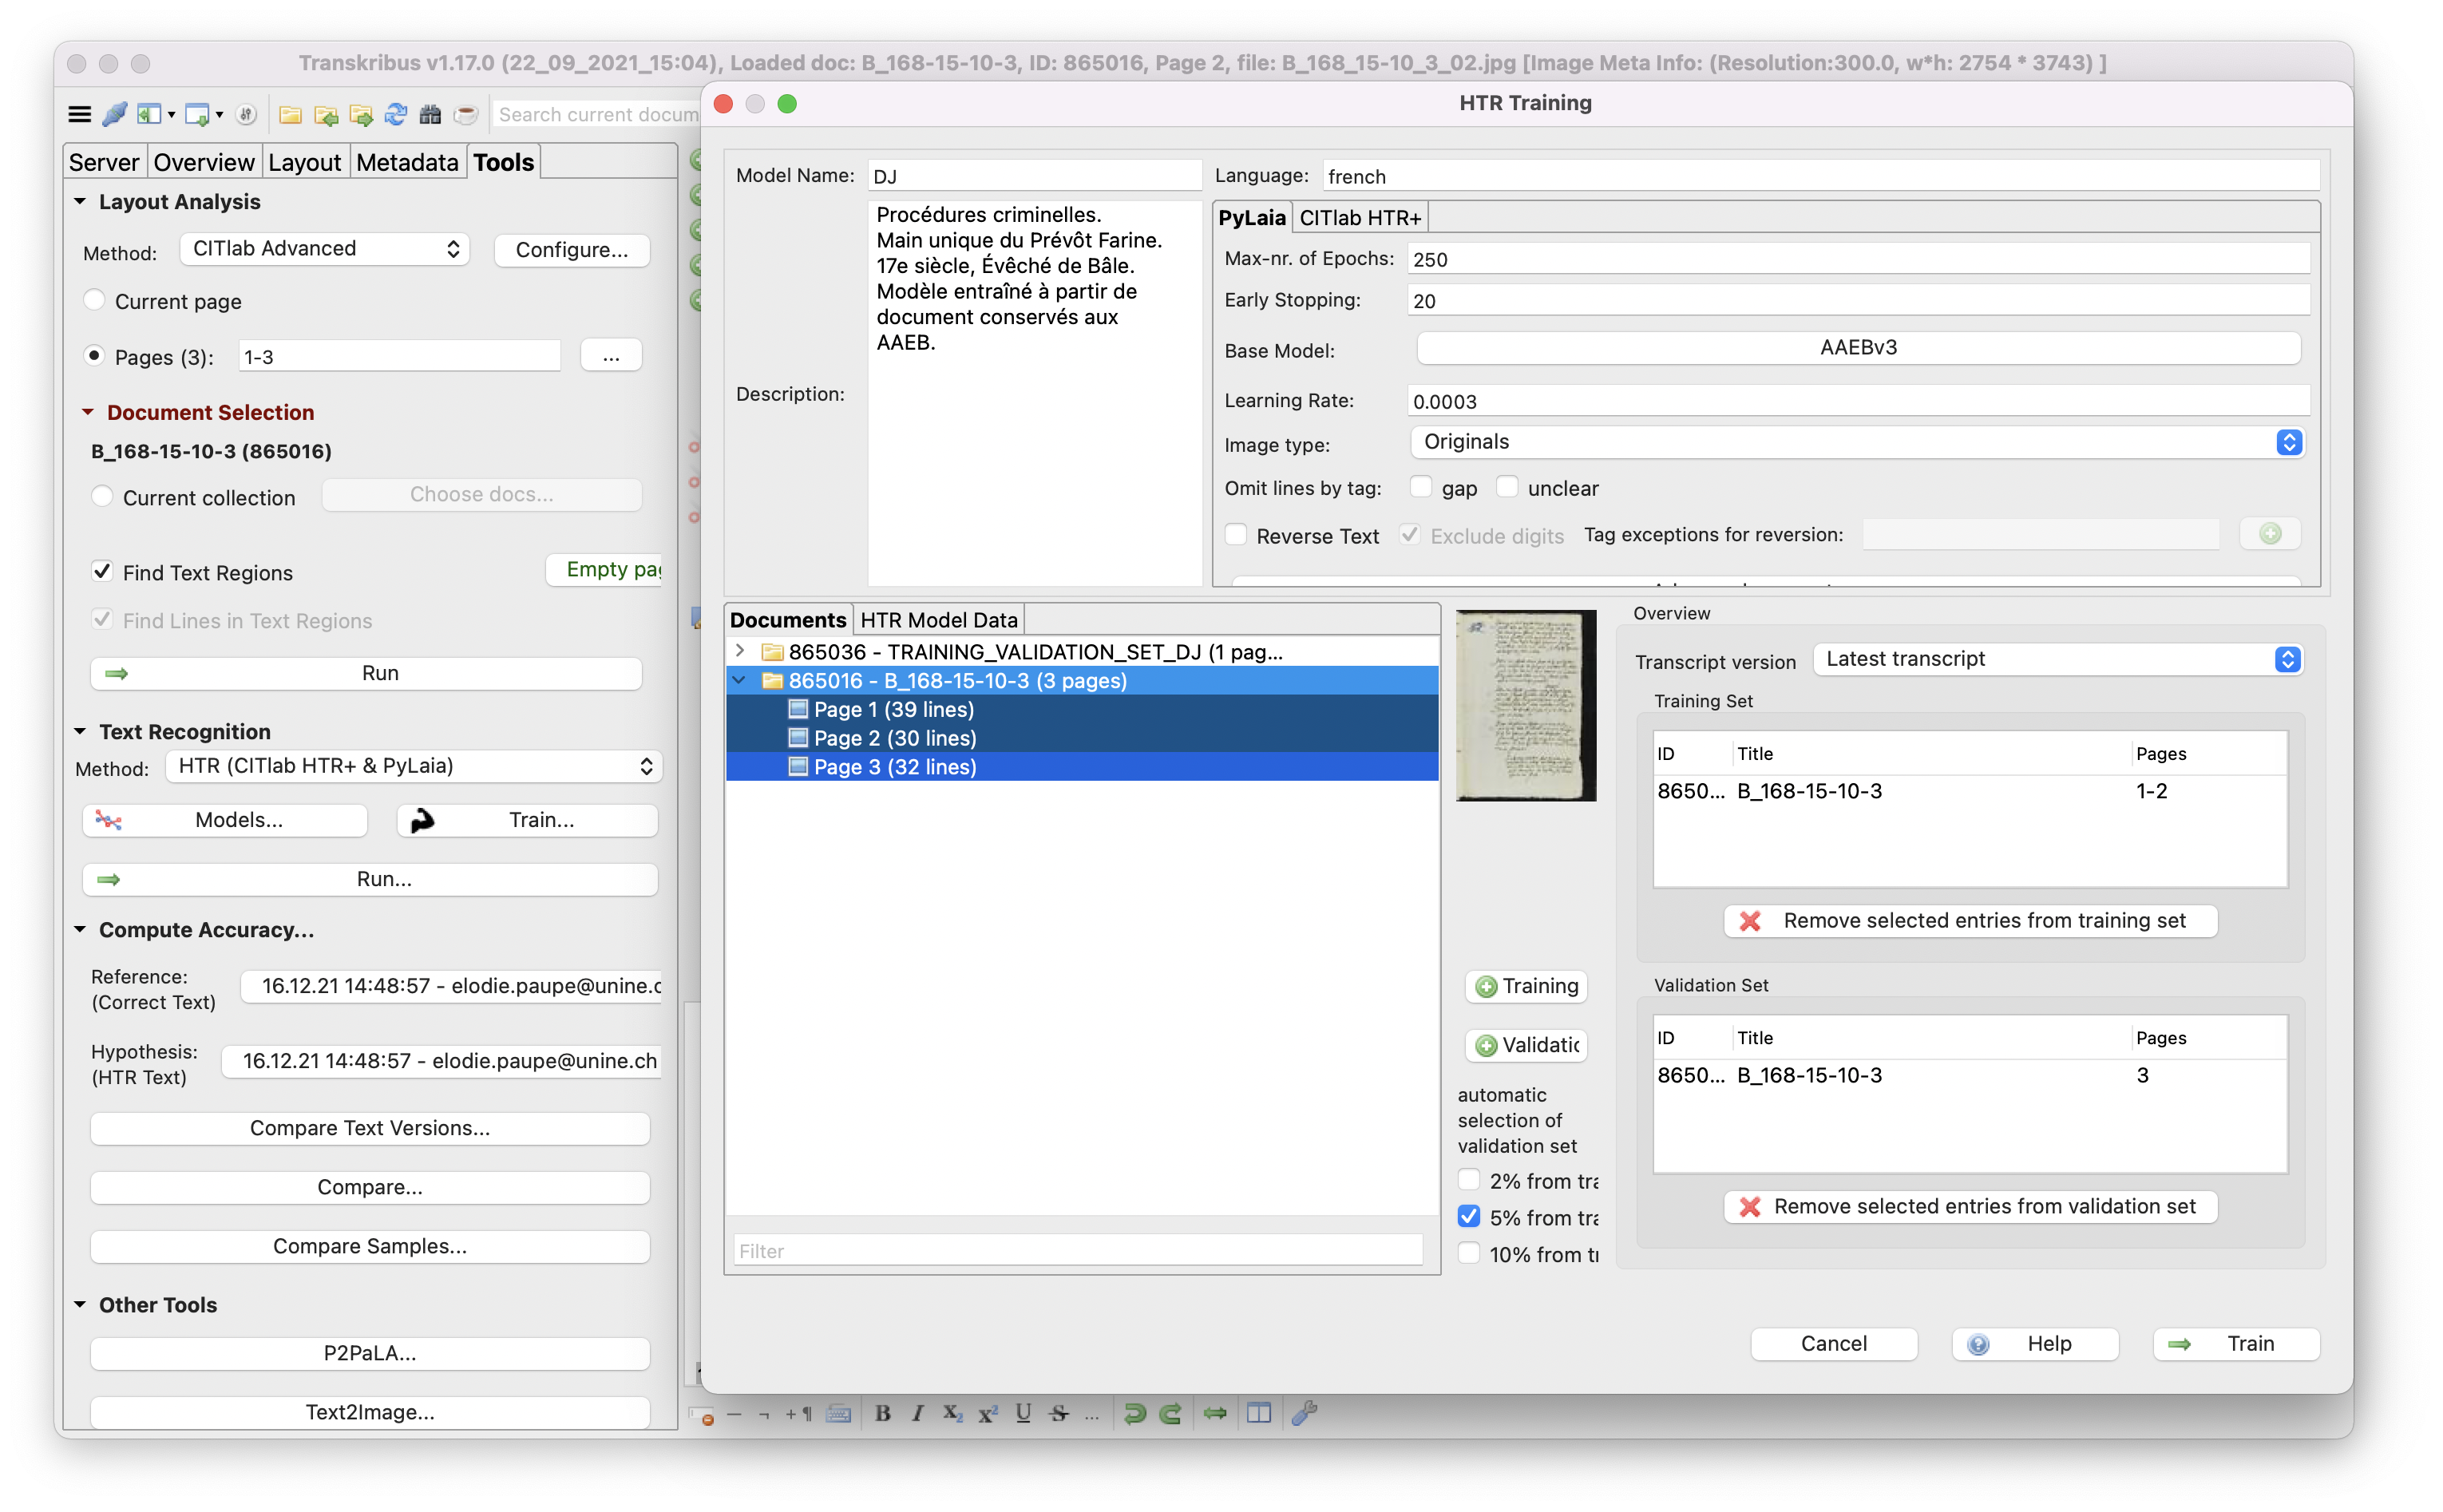 Transkribus v1.17.0 (22_09_2021_15:04), Loaded doc: B_168-15-10-3, ID: 865016, Page 2, file: B_168_15-10_3_02.jpg [Image Meta Info: (Resolution:300.0, w*h: 2754 * 3743) ]
Search current docum
Server Overview Layout Metadata Tools
Layout Analysis
Method: CITlab Advanced Configure...
Current page
Pages (3): 1-3 ...
Document Selection
B_168-15-10-3 (865016)
Current collection Choose docs...
Find Text Regions Empty pag
Find Lines in Text Regions
Run
Text Recognition
Method: HTR (CITlab HTR+ & PyLaia)
Models... Train...
Run...
Compute Accuracy...
Reference: 16.12.21 14:48:57 - elodie.paupe@unine.c
(Correct Text)
Hypothesis: 16.12.21 14:48:57 - elodie.paupe@unine.ch
(HTR Text)
Compare Text Versions...
Compare...
Compare Samples...
Other Tools
P2PaLA...
Text2Image...
HTR Training
Model Name: DJ
Language: french
Description:
Procédures criminelles.
Main unique du Prévôt Farine.
17e siècle, Évêché de Bâle.
Modèle entraîné à partir de
document conservés aux
AAEB.
PyLaia CITlab HTR+
Max-nr. of Epochs: 250
Early Stopping: 20
Base Model: AAEBv3
Learning Rate: 0.0003
Image type: Originals
Omit lines by tag: gap unclear
Reverse Text Exclude digits Tag exceptions for reversion:
Documents HTR Model Data
865036 - TRAINING_VALIDATION_SET_DJ (1 pag...
865016 - B_168-15-10-3 (3 pages)
Page 1 (39 lines)
Page 2 (30 lines)
Page 3 (32 lines)
Filter
Training
Validatic
automatic
selection of
validation set
2% from tra
5% from tra
10% from tr
Overview
Transcript version Latest transcript
Training Set
ID Title Pages
8650... B_168-15-10-3 1-2
Remove selected entries from training set
Validation Set
ID Title Pages
8650... B_168-15-10-3 3
Remove selected entries from validation set
Cancel Help Train
B I X2 X2 U S ...